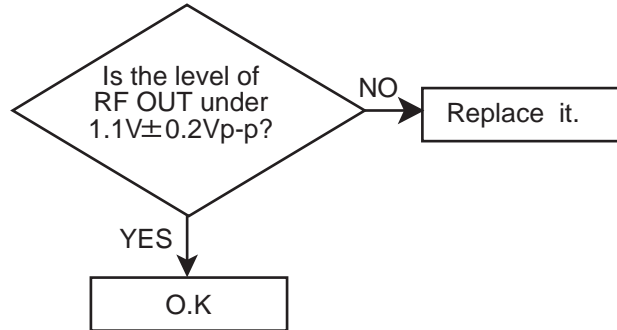 Is the level of
RF OUT under
1.1V±0.2Vp-p?
NO
Replace it.
YES
O.K